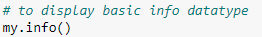 # to display basic info datatype
my.info()